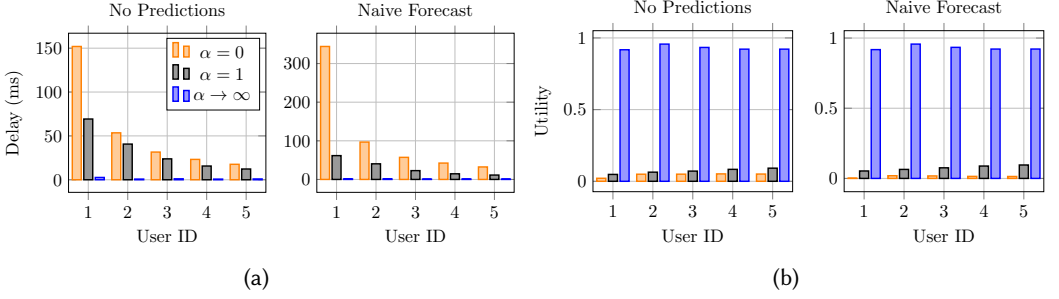 No Predictions
Delay (ms)
150
100
50
0
α = 0
α = 1
α → ∞
1 2 3 4 5
User ID
Naive Forecast
300
200
100
0
1 2 3 4 5
User ID
(a)
No Predictions
Utility
1
0.5
0
1 2 3 4 5
User ID
Naive Forecast
1
0.5
0
1 2 3 4 5
User ID
(b)